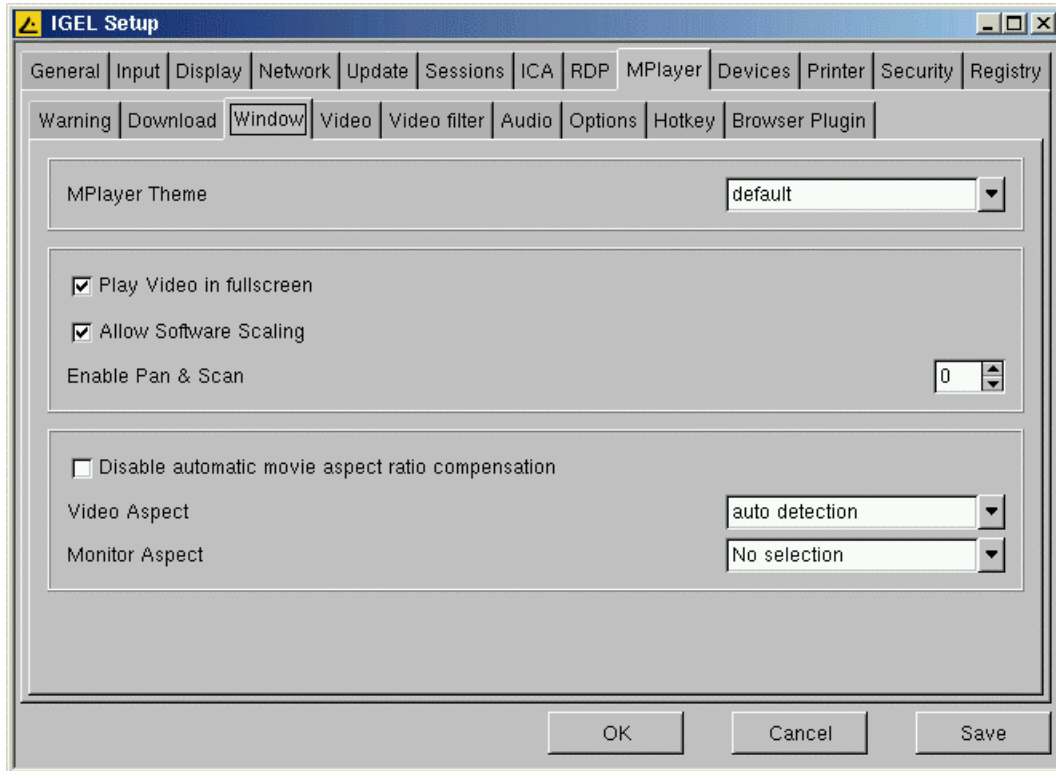 IGEL Setup
General Input Display Network Update Sessions ICA RDP MPlayer Devices Printer Security Registry
Warning Download Window Video Video filter Audio Options Hotkey Browser Plugin
MPlayer Theme default
Play Video in fullscreen
Allow Software Scaling
Enable Pan & Scan 0
Disable automatic movie aspect ratio compensation
Video Aspect auto detection
Monitor Aspect No selection
OK Cancel Save